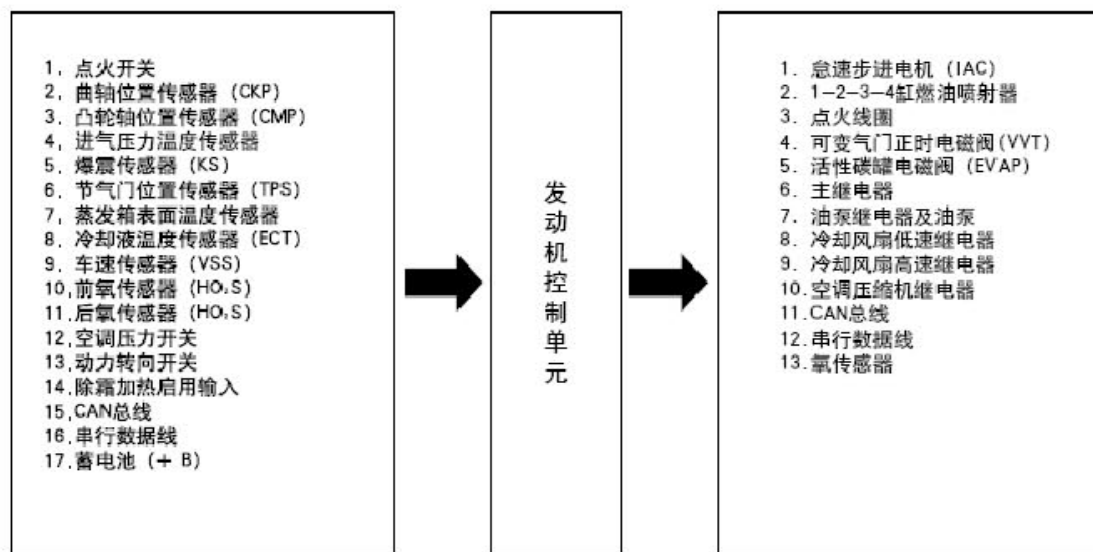 1, 点火开关
2, 曲轴位置传感器 (CKP)
3, 凸轮轴位置传感器 (CMP)
4, 进气压力温度传感器
5, 爆震传感器 (KS)
6, 节气门位置传感器 (TPS)
7, 蒸发箱表面温度传感器
8, 冷却液温度传感器 (ECT)
9, 车速传感器 (VSS)
10, 前氧传感器 (HO₂S)
11, 后氧传感器 (HO₂S)
12, 空调压力开关
13, 动力转向开关
14, 除霜加热启用输入
15, CAN总线
16, 串行数据线
17, 蓄电池 (+ B)
发动机控制单元
1. 怠速步进电机 (IAC)
2. 1-2-3-4缸燃油喷射器
3. 点火线圈
4. 可变气门正时电磁阀(VVT)
5. 活性碳罐电磁阀 (EVAP)
6. 主继电器
7. 油泵继电器及油泵
8. 冷却风扇低速继电器
9. 冷却风扇高速继电器
10. 空调压缩机继电器
11. CAN总线
12. 串行数据线
13. 氧传感器